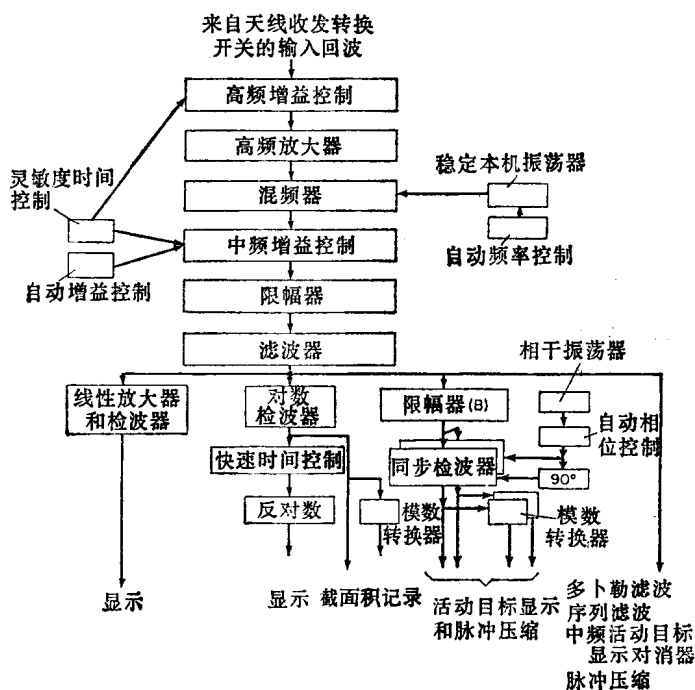 来自天线收发转换
开关的输入回波
高频增益控制
高频放大器
稳定本机振荡器
灵敏度时间
控制
混频器
中频增益控制
自动频率控制
自动增益控制
限幅器
滤波器
相干振荡器
线性放大器
和检波器
对数
检波器
限幅器(8)
自动相
位控制
快速时间控制
同步检波器
90°
反对数
模数
转换器
模数
转换器
显示
显示
截面积记录
活动目标显示
和脉冲压缩
多卜勒滤波
序列滤波
中频活动目标
显示对消器
脉冲压缩